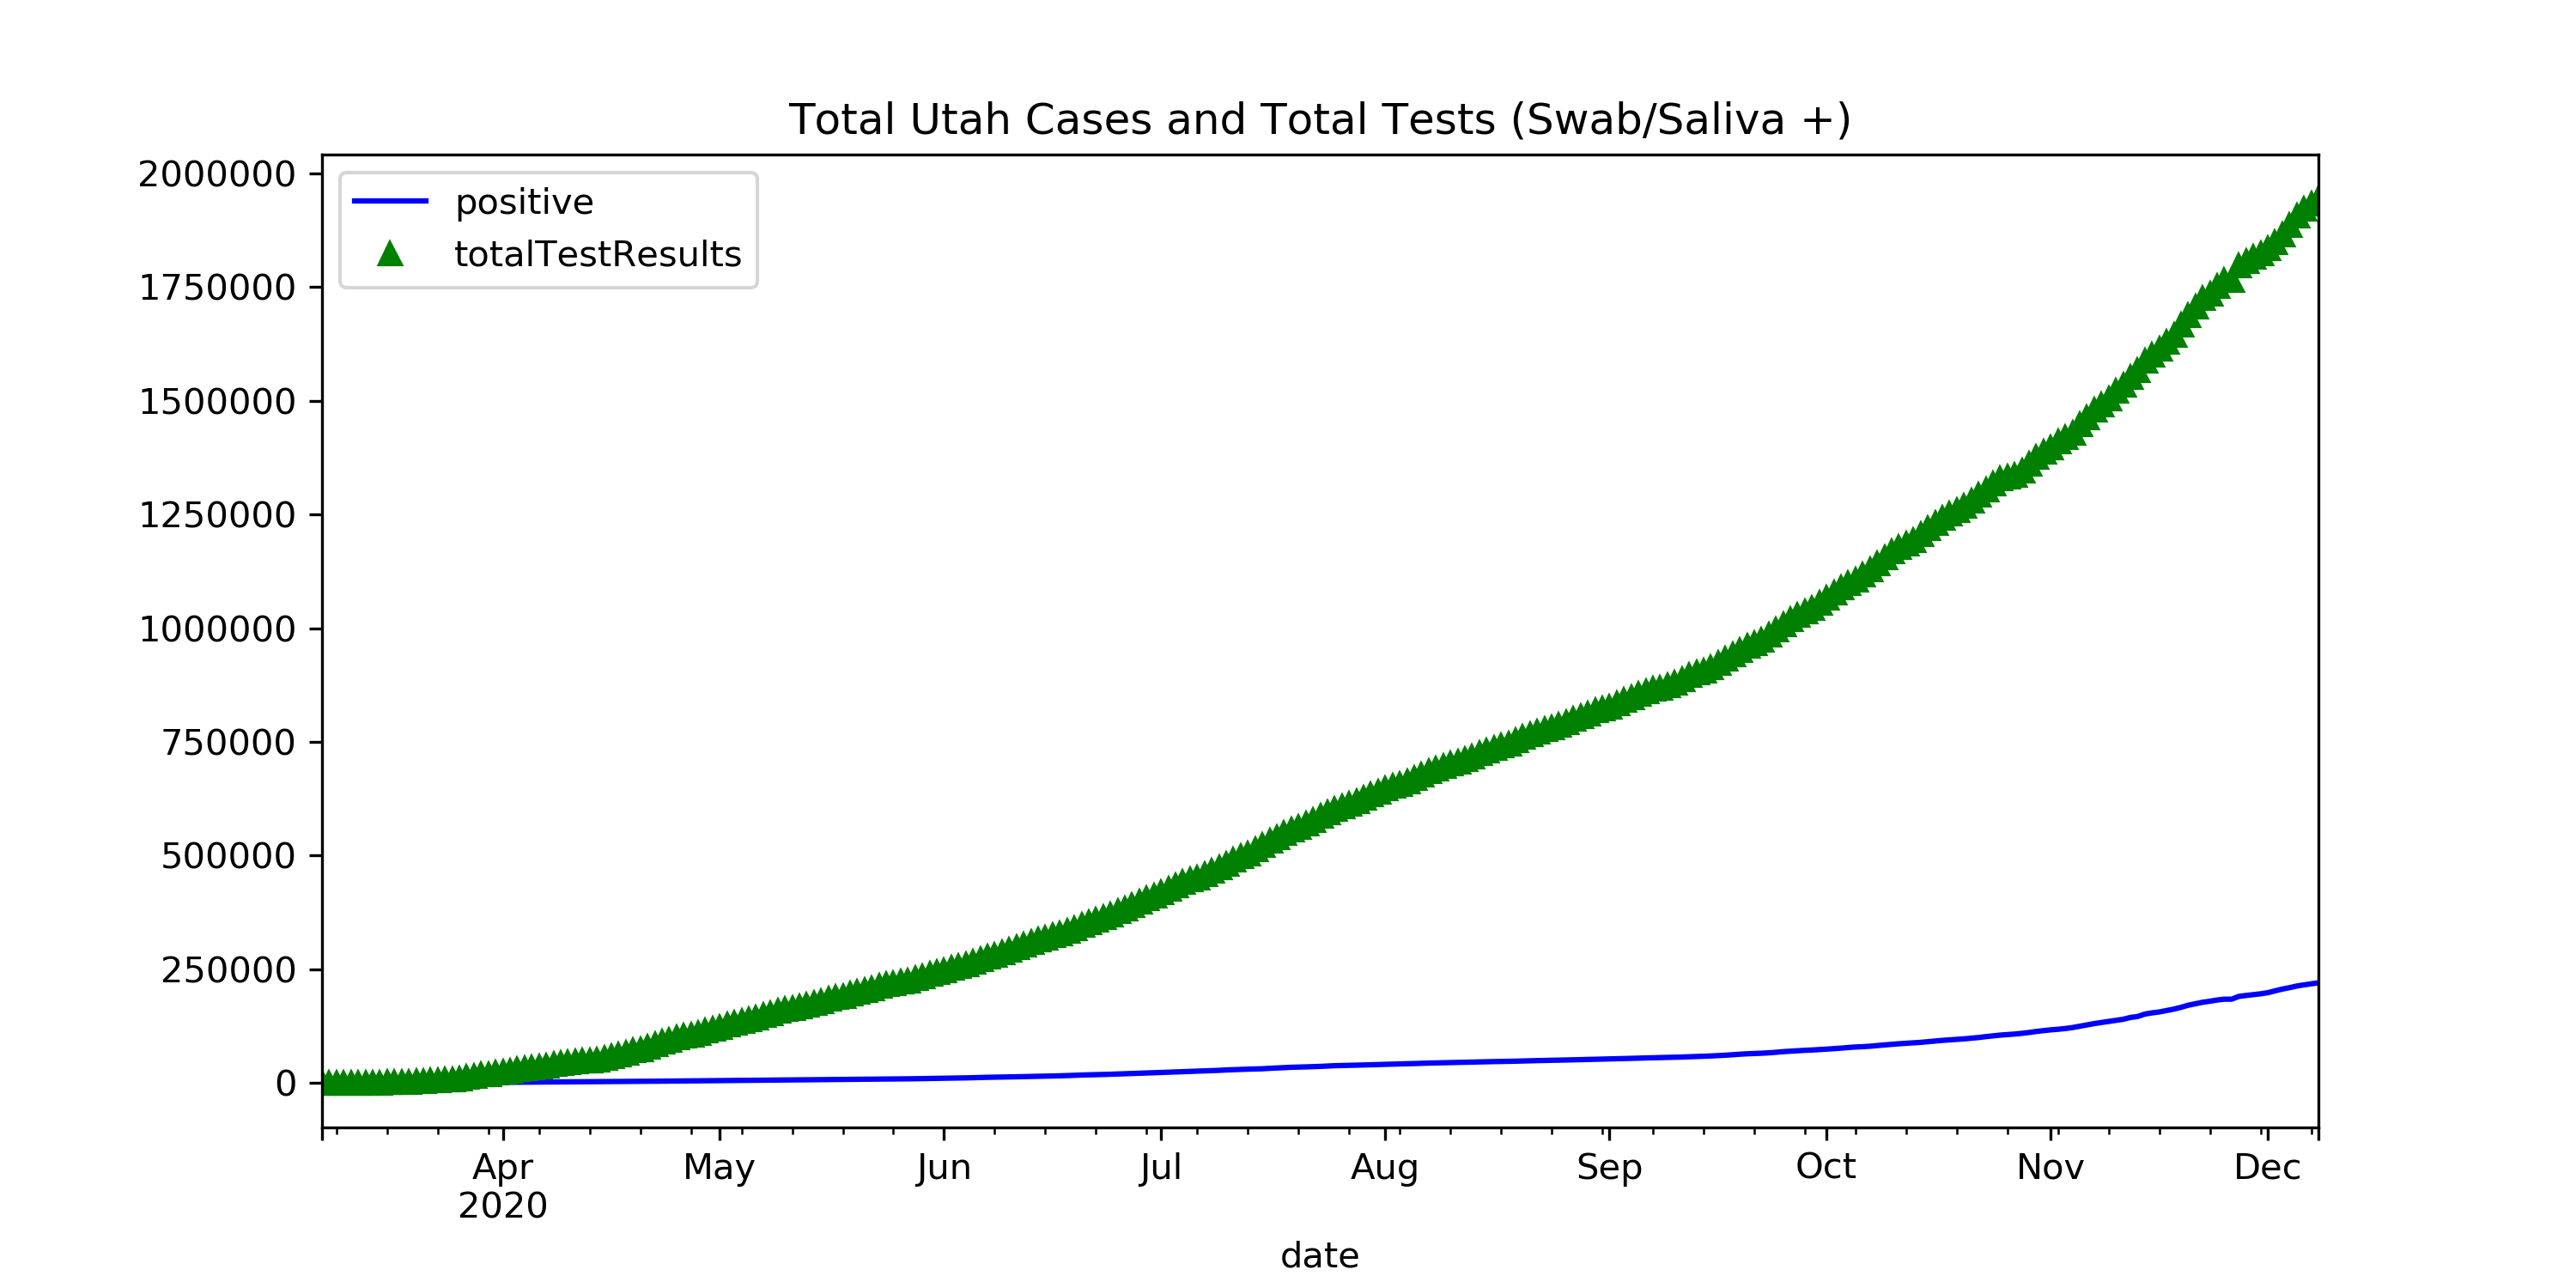 Total Utah Cases and Total Tests (Swab/Saliva +)
2000000
1750000
1500000
1250000
1000000
750000
500000
250000
0
positive
totalTestResults
Apr May Jun Jul Aug Sep Oct Nov Dec
2020
date